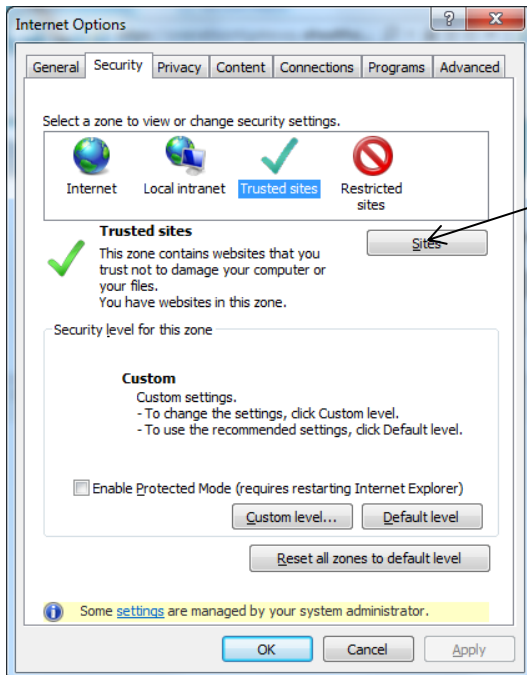 Internet Options
?
X
General Security Privacy Content Connections Programs Advanced
Select a zone to view or change security settings.
Internet Local intranet Trusted sites Restricted
sites
Trusted sites
Sites
This zone contains websites that you
trust not to damage your computer or
your files.
You have websites in this zone.
Security level for this zone
Custom
Custom settings.
- To change the settings, click Custom level.
- To use the recommended settings, click Default level.
Enable Protected Mode (requires restarting Internet Explorer)
Custom level... Default level
Reset all zones to default level
Some settings are managed by your system administrator.
OK Cancel Apply